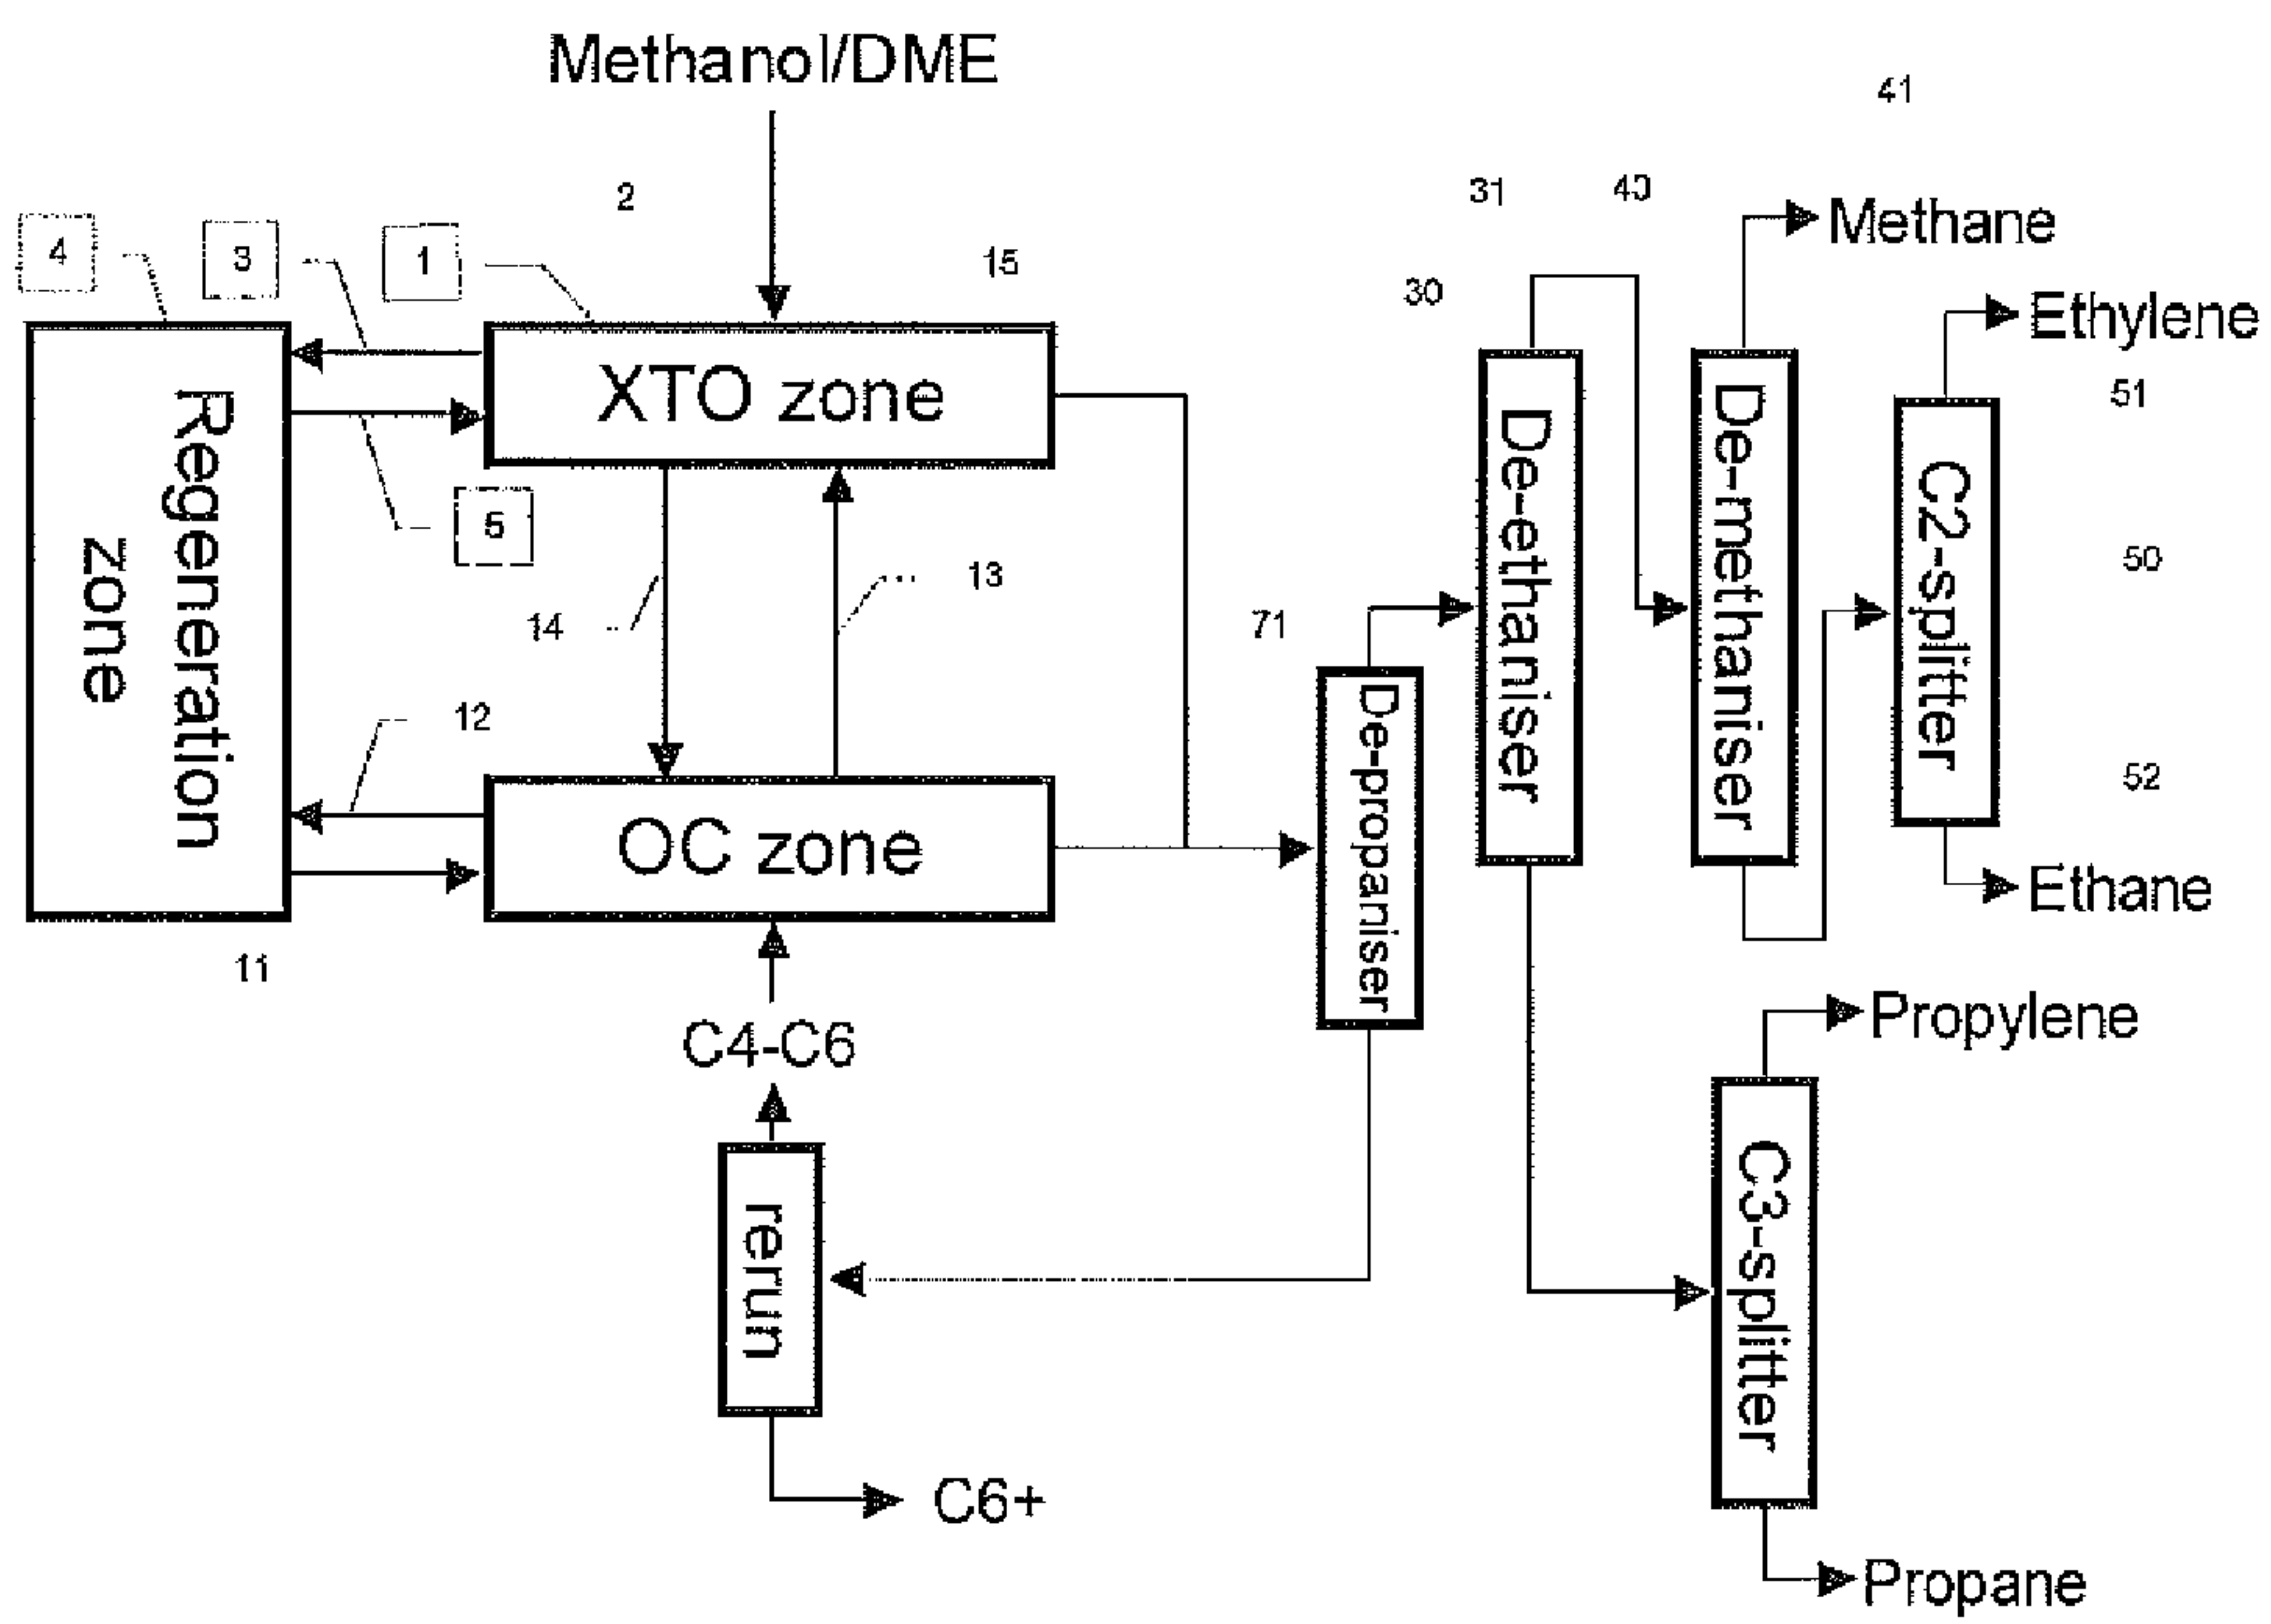 Methanol/DME
41
2
31
40
Methane
4
3
1
15
30
Ethylene
XTO zone
51
Regeneration
zone
De-ethaniser
De-methaniser
C2-splitter
5
50
14
13
71
12
De-propaniser
52
OC zone
Ethane
11
C4-C6
Propylene
rerun
C3-splitter
C6+
Propane